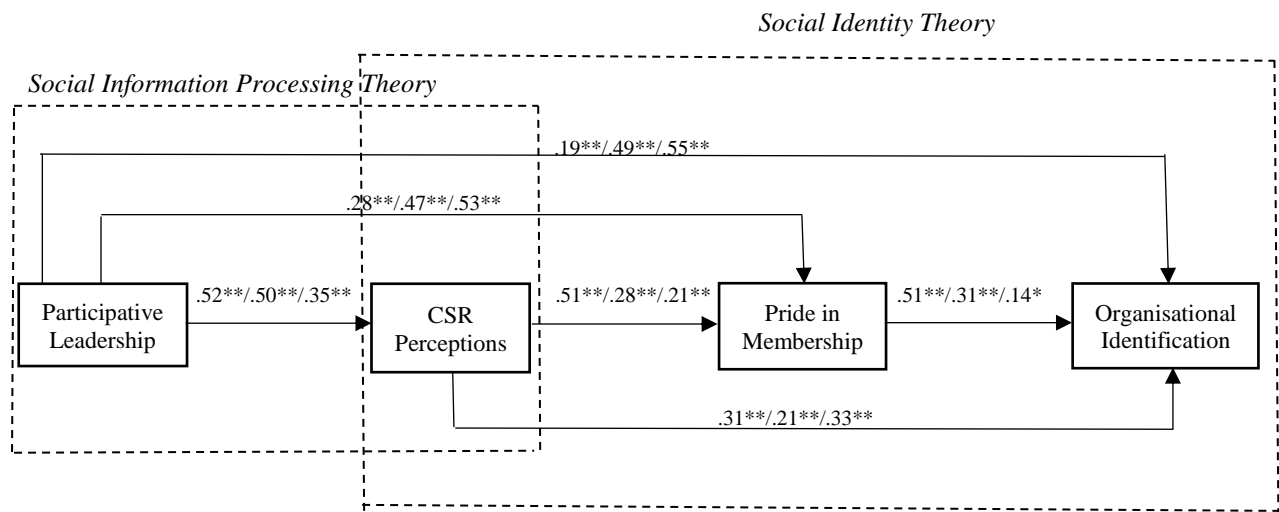 Social Identity Theory
Social Information Processing Theory
.19**/.49**/.55**
.28**/.47**/.53**
.52**/.50**/.35**
.51**/.28**/.21**
.51**/.31**/.14*
Participative
Leadership
CSR
Perceptions
Pride in
Membership
Organisational
Identification
.31**/.21**/.33**